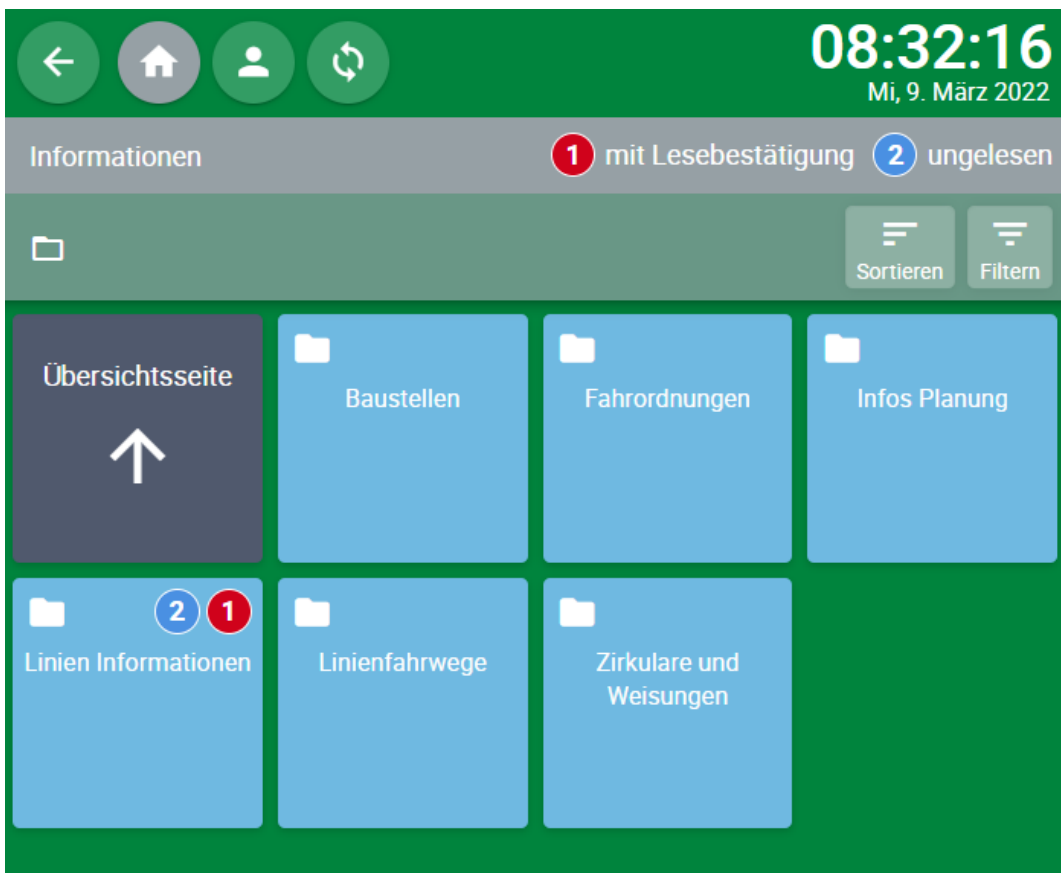 08:32:16
Mi, 9. März 2022
Informationen
1 mit Lesebestätigung 2 ungelesen
Sortieren
Filtern
Übersichtsseite
Baustellen
Fahrordnungen
Infos Planung
2 1
Linien Informationen
Linienfahrwege
Zirkulare und
Weisungen